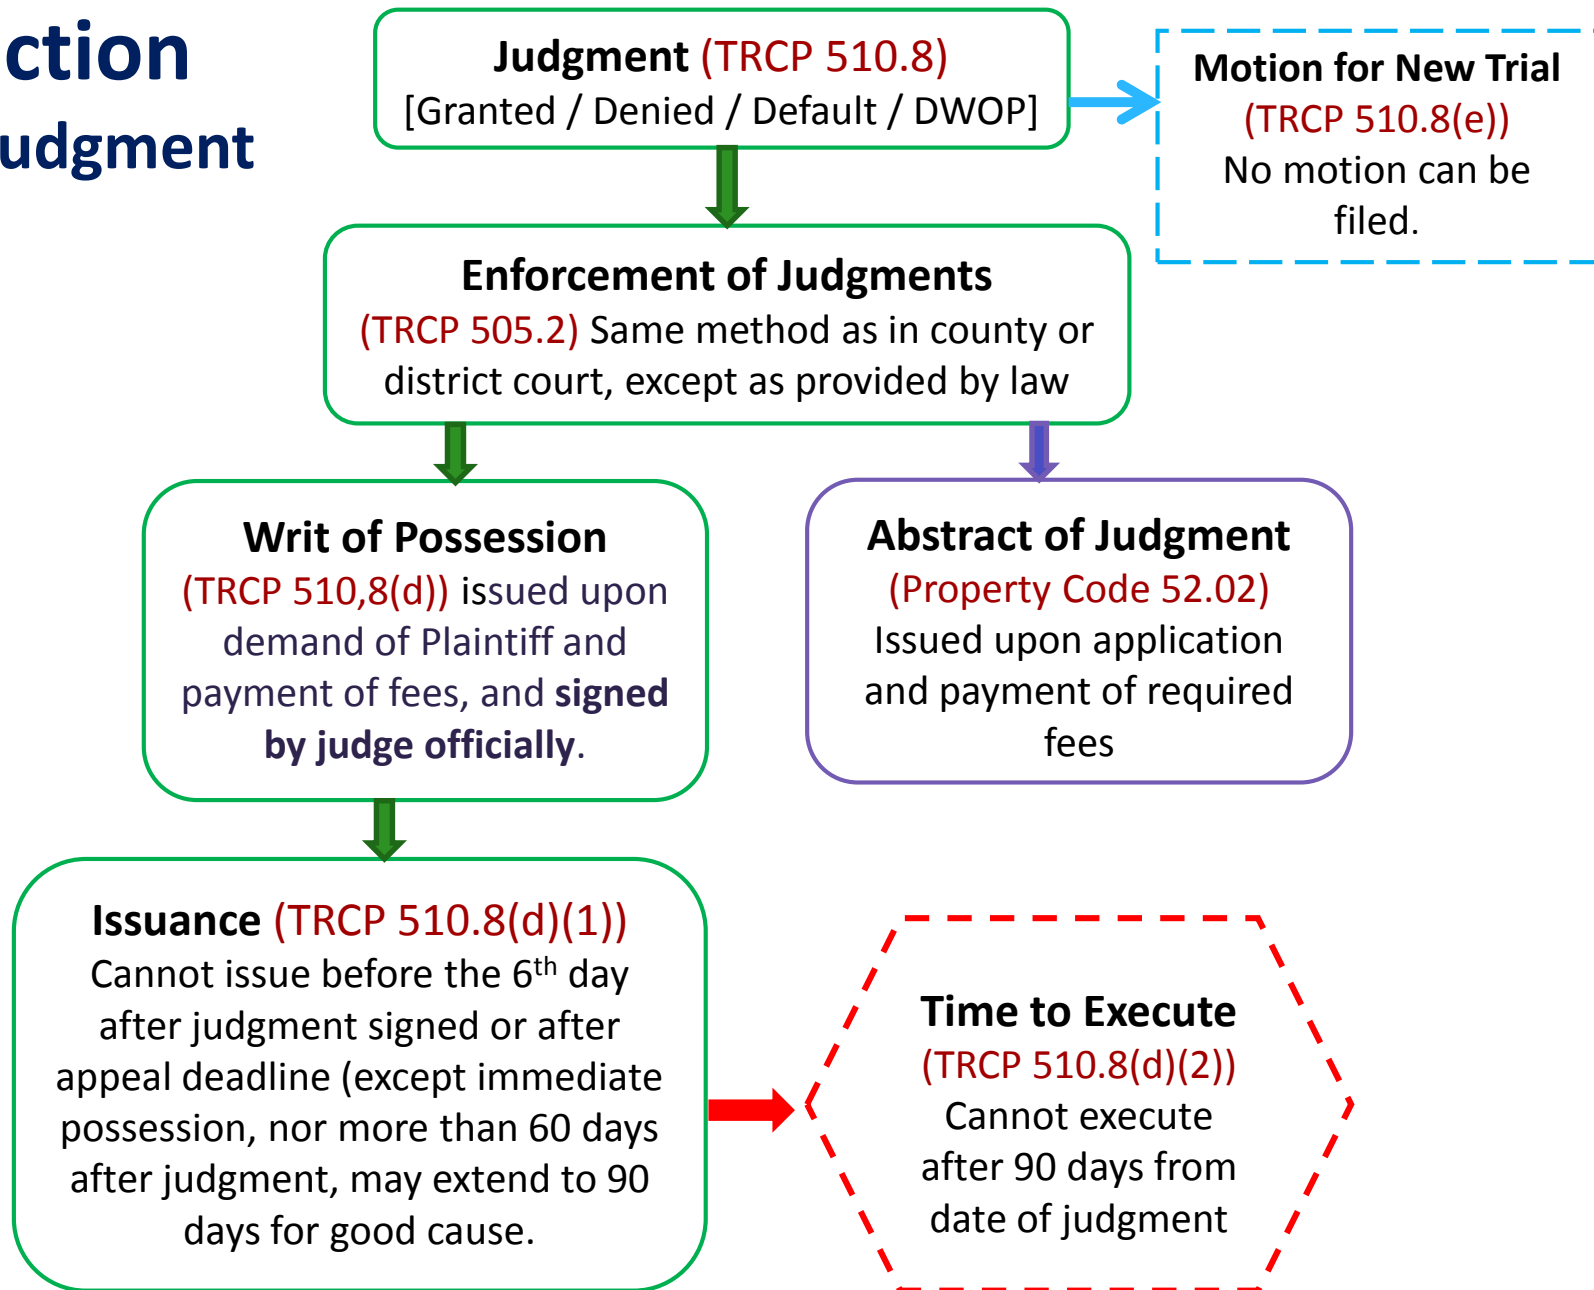 ction
udgment
Judgment (TRCP 510.8)
[Granted / Denied / Default / DWOP]
Motion for New Trial
(TRCP 510.8(e))
No motion can be
filed.
Enforcement of Judgments
(TRCP 505.2) Same method as in county or
district court, except as provided by law
Writ of Possession
(TRCP 510,8(d)) issued upon
demand of Plaintiff and
payment of fees, and signed
by judge officially.
Abstract of Judgment
(Property Code 52.02)
Issued upon application
and payment of required
fees
Issuance (TRCP 510.8(d)(1))
Cannot issue before the 6th day
after judgment signed or after
appeal deadline (except immediate
possession, nor more than 60 days
after judgment, may extend to 90
days for good cause.
Time to Execute
(TRCP 510.8(d)(2))
Cannot execute
after 90 days from
date of judgment